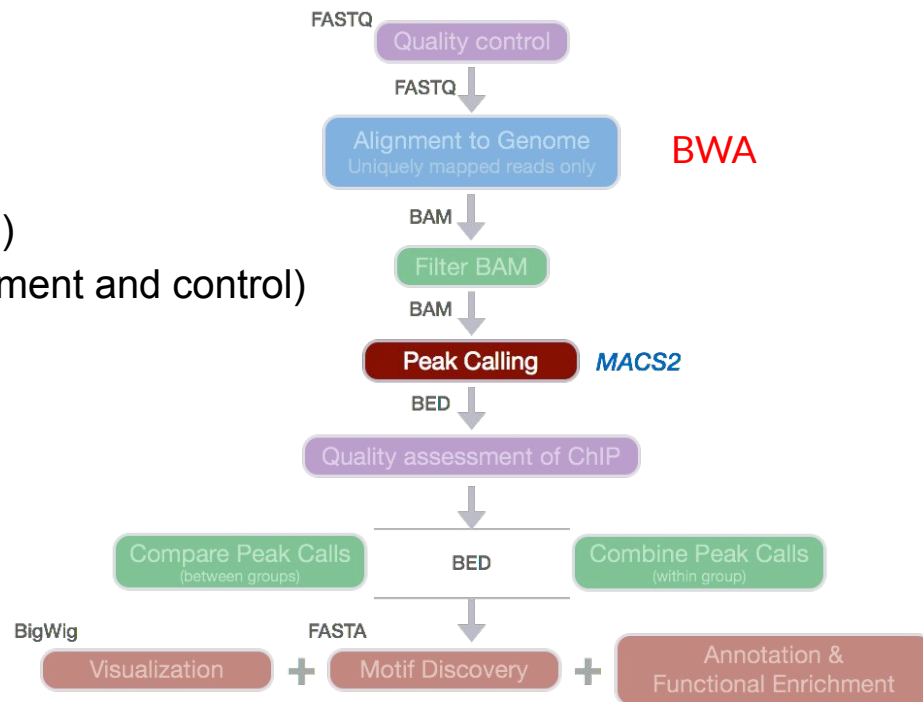 FASTQ
Quality control
FASTQ
Alignment to Genome
Uniquely mapped reads only
BWA
BAM
)
ment and control)
Filter BAM
BAM
Peak Calling
MACS2
BED
Quality assessment of ChIP
Compare Peak Calls
(between groups)
BED
Combine Peak Calls
(within group)
BigWig
FASTA
Visualization + Motif Discovery + Annotation &
Functional Enrichment